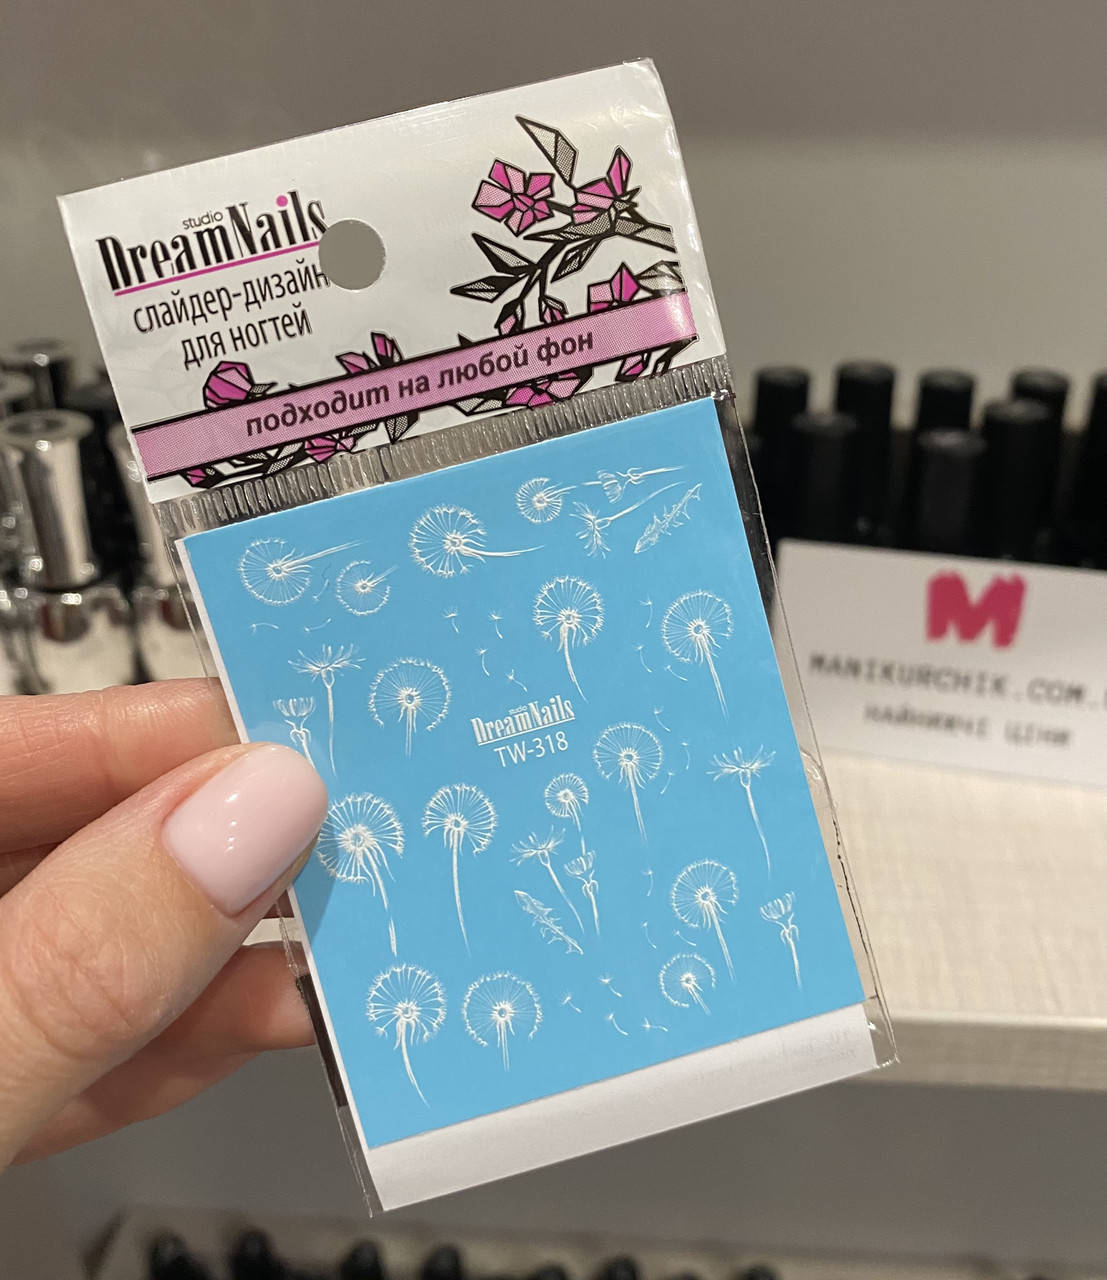 studio
DreamNails
слайдер-дизайн
для ногтей
подходит на любой фон
studio
DreamNails
TW-318
M
MANIKURCHIK.COM.
НАЙНИЖЧІ ЦІНИ